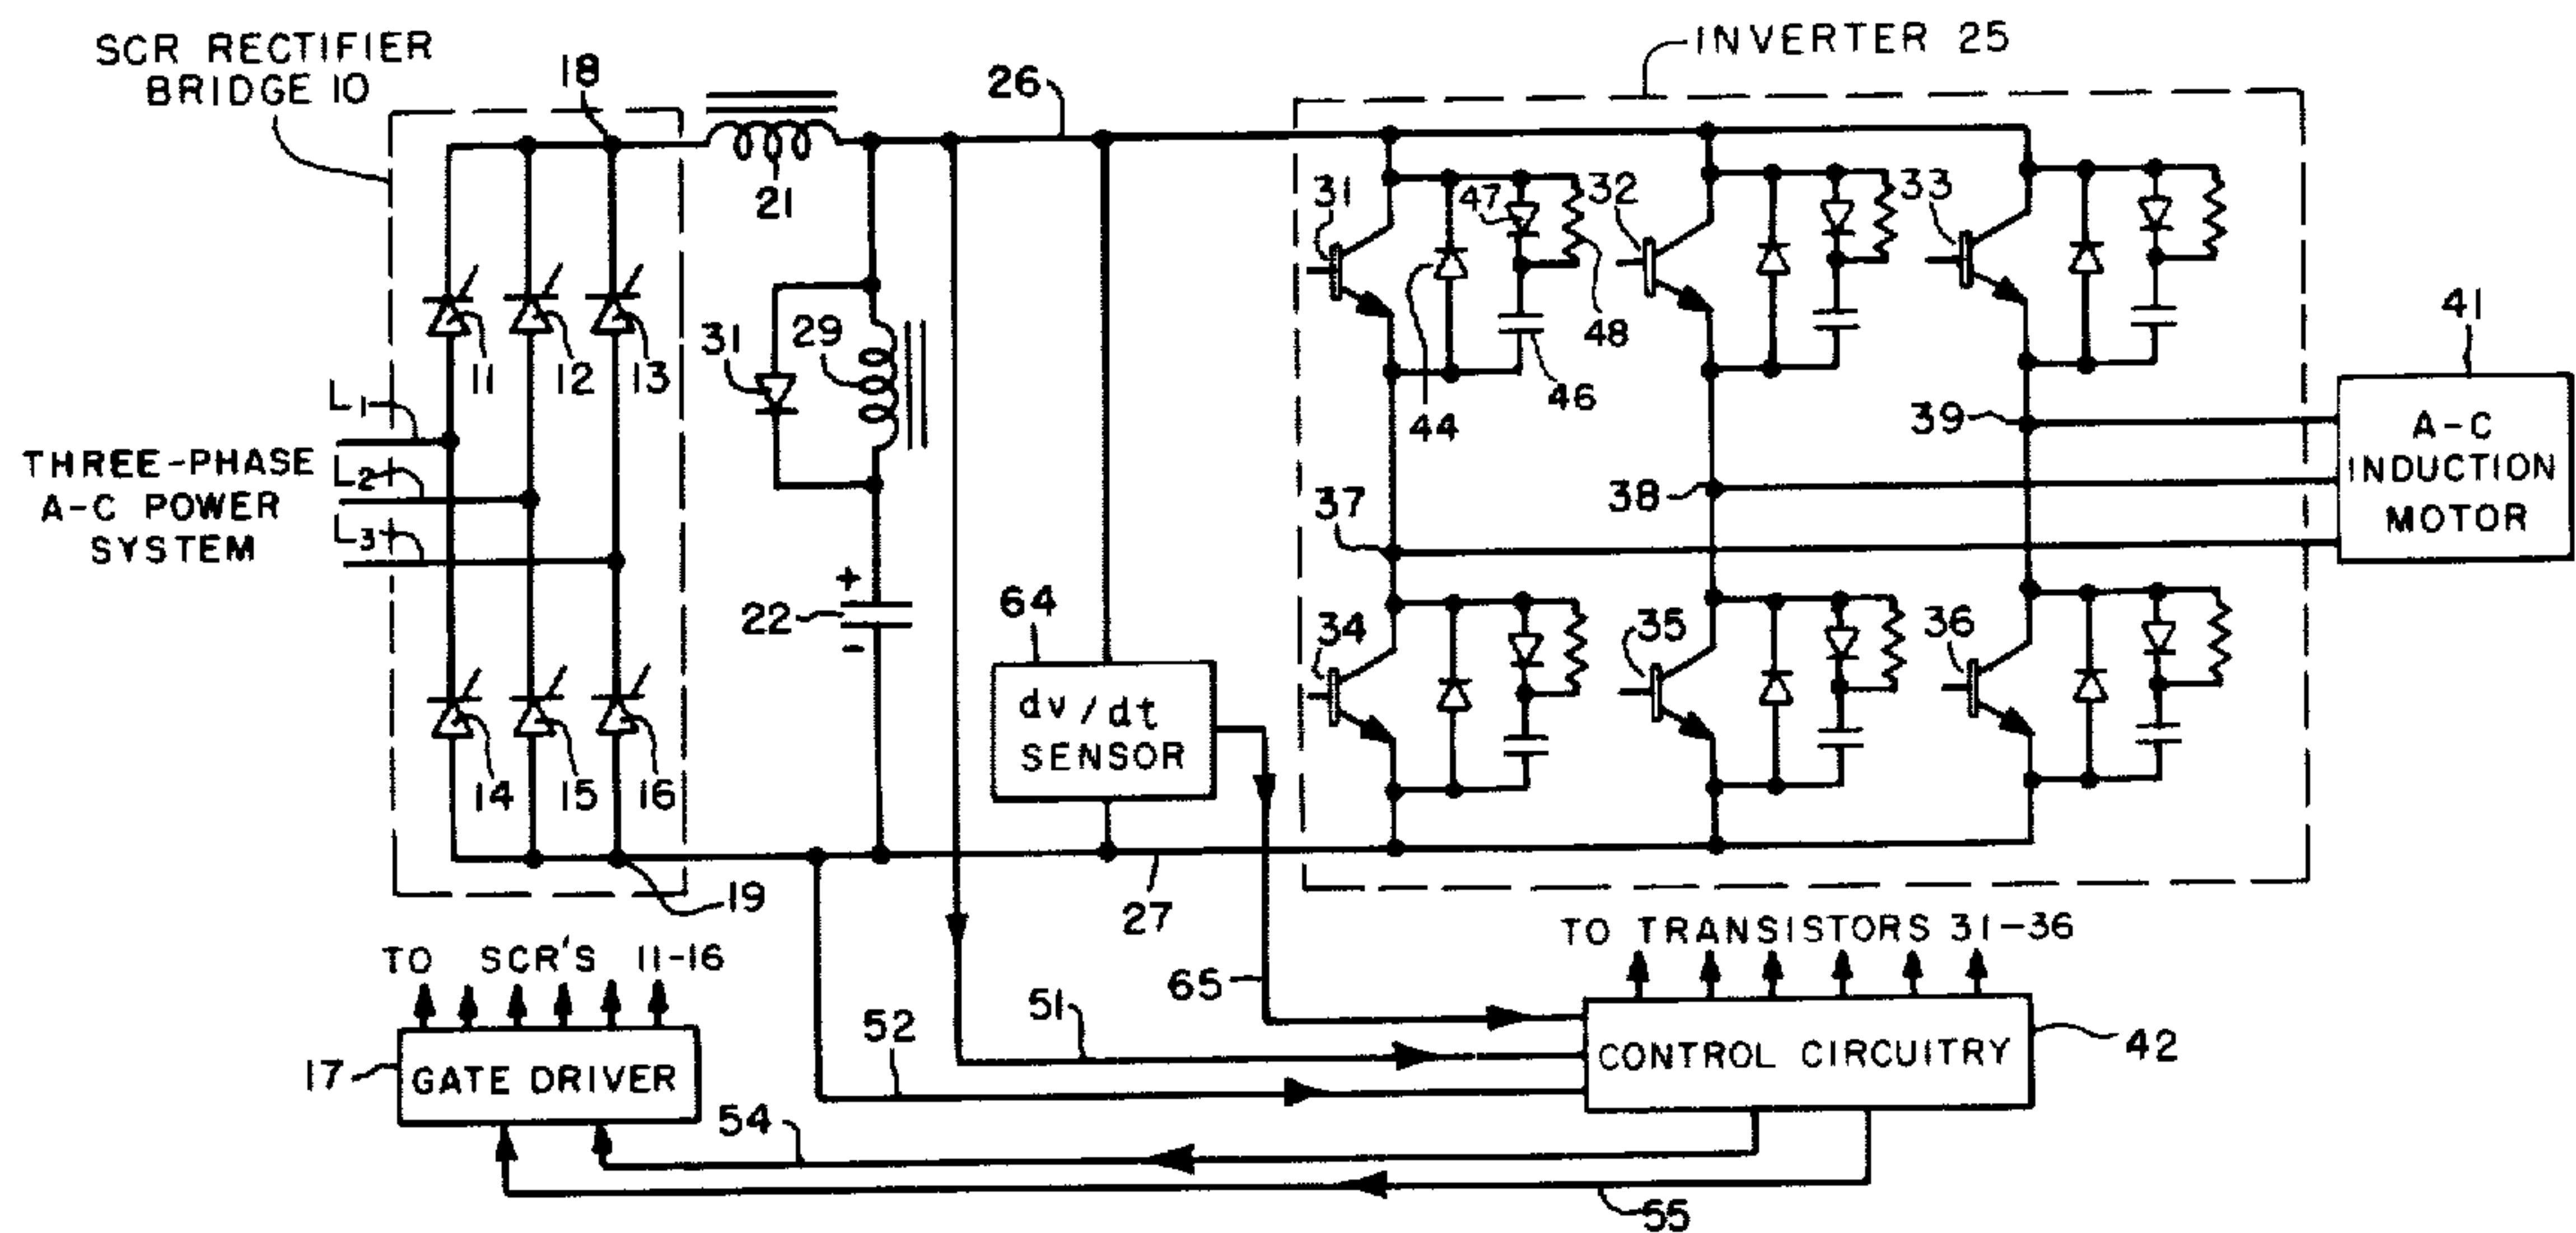 SCR RECTIFIER
BRIDGE 10
18
26
INVERTER 25
21
31
47
32
33
44
46
48
11
12
13
31
29
41
L1
L2
L3
THREE-PHASE
A-C POWER
SYSTEM
39
38
37
A-C
INDUCTION
MOTOR
+
22
-
64
dv/dt
SENSOR
34
35
36
14
15
16
19
27
TO SCR'S 11-16
TO TRANSISTORS 31-36
65
51
52
17
GATE DRIVER
CONTROL CIRCUITRY
42
54
55